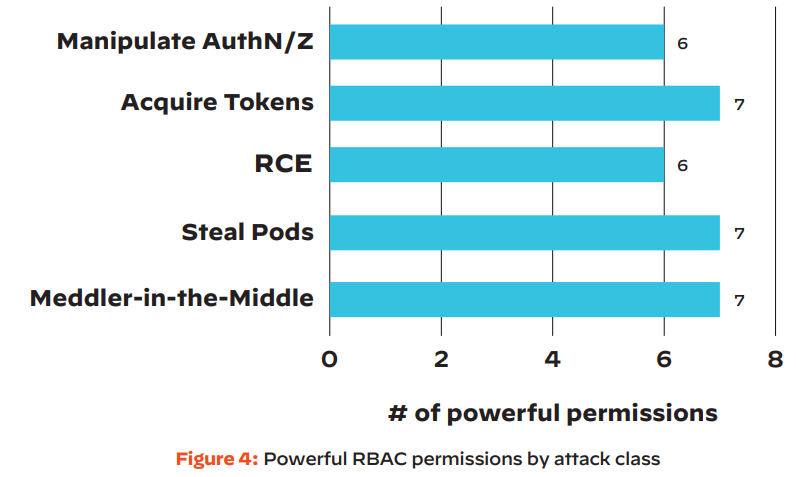 Manipulate AuthN/Z 6
Acquire Tokens 7
RCE 6
Steal Pods 7
Meddler-in-the-Middle 7
0 2 4 6 8
# of powerful permissions
Figure 4: Powerful RBAC permissions by attack class